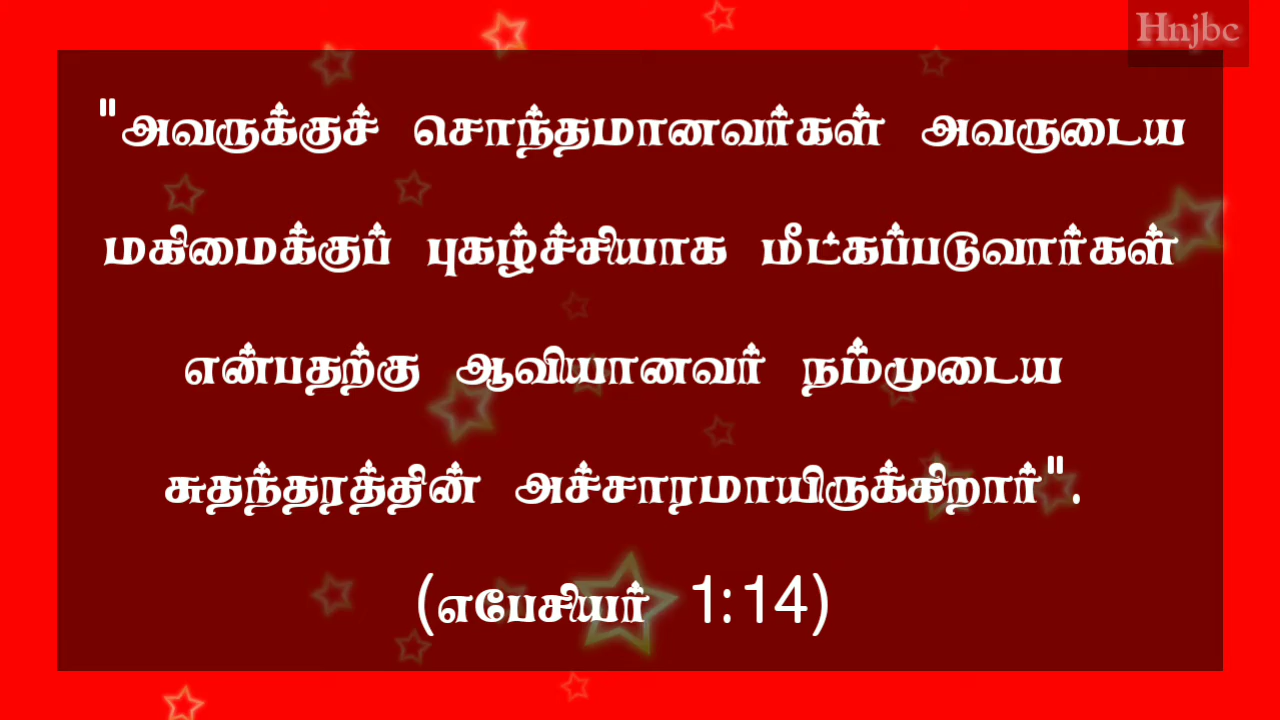 Hnjbc
"அவருக்குச் சொந்தமானவர்கள் அவருடைய
மகிமைக்குப் புகழ்ச்சியாக மீட்கப்படுவார்கள்
என்பதற்கு ஆவியானவர் நம்முடைய
சுதந்தரத்தின் அச்சாரமாயிருக்கிறார்".
(எபேசியர் 1:14)